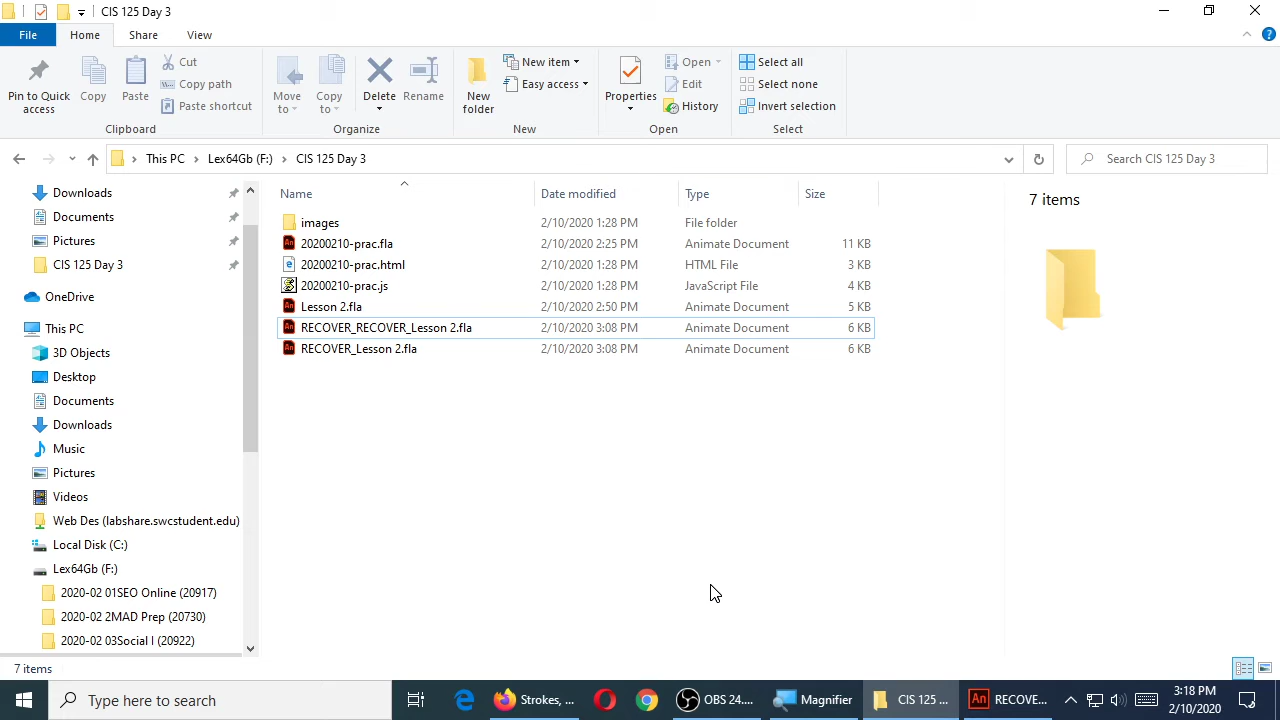 CIS 125 Day 3
File Home Share View
Pin to Quick access
Copy
Paste
Cut
Copy path
Paste shortcut
Clipboard
Move to
Copy to
Delete
Rename
Organize
New folder
New item
Easy access
New
Properties
Open
Edit
History
Open
Select all
Select none
Invert selection
Select
This PC > Lex64Gb (F:) > CIS 125 Day 3
Search CIS 125 Day 3
Downloads
Documents
Pictures
CIS 125 Day 3
OneDrive
This PC
3D Objects
Desktop
Documents
Downloads
Music
Pictures
Videos
Web Des (labshare.swcstudent.edu)
Local Disk (C:)
Lex64Gb (F:)
2020-02 01SEO Online (20917)
2020-02 2MAD Prep (20730)
2020-02 03Social I (20922)
Name Date modified Type Size
images 2/10/2020 1:28 PM File folder
20200210-prac.fla 2/10/2020 2:25 PM Animate Document 11 KB
20200210-prac.html 2/10/2020 1:28 PM HTML File 3 KB
20200210-prac.js 2/10/2020 1:28 PM JavaScript File 4 KB
Lesson 2.fla 2/10/2020 2:50 PM Animate Document 5 KB
RECOVER_RECOVER_Lesson 2.fla 2/10/2020 3:08 PM Animate Document 6 KB
RECOVER_Lesson 2.fla 2/10/2020 3:08 PM Animate Document 6 KB
7 items
7 items
Type here to search
Strokes, ...
OBS 24....
Magnifier
CIS 125 ...
An RECOVE...
3:18 PM
2/10/2020